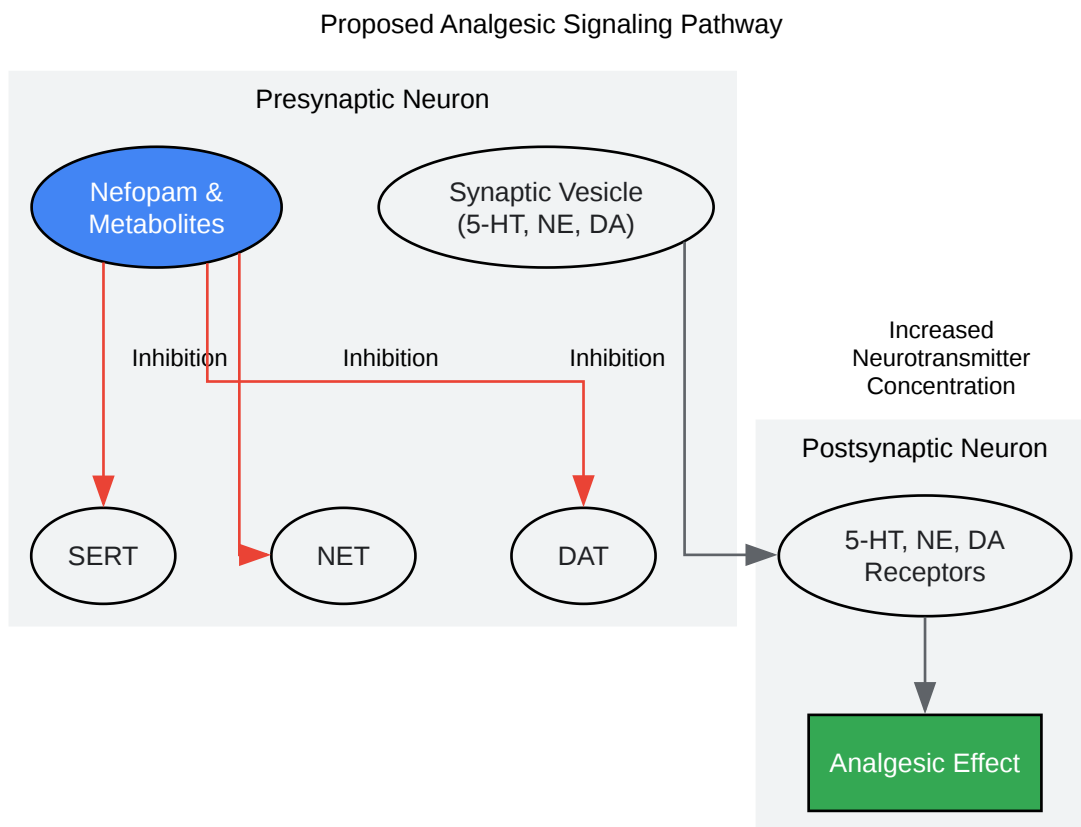 Proposed Analgesic Signaling Pathway
Presynaptic Neuron
Nefopam &
Metabolites
Synaptic Vesicle
(5-HT, NE, DA)
Inhibition
Inhibition
Inhibition
Increased
Neurotransmitter
Concentration
Postsynaptic Neuron
SERT
NET
DAT
5-HT, NE, DA
Receptors
Analgesic Effect